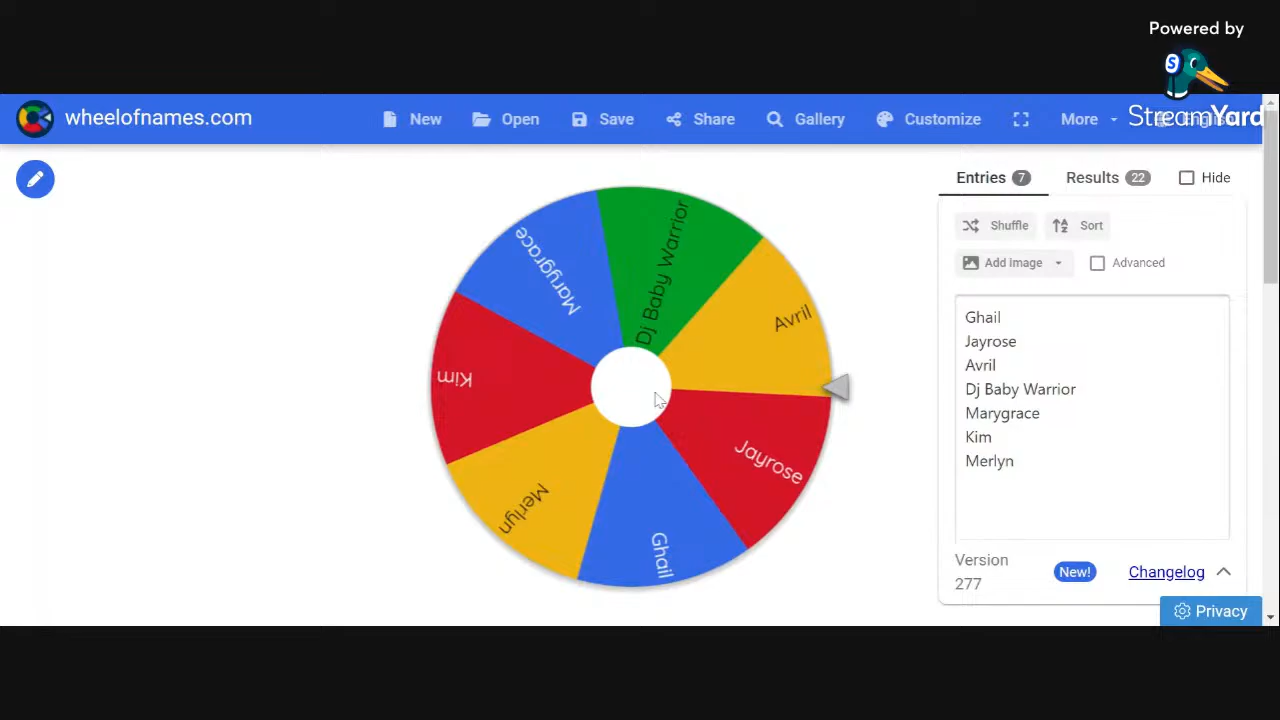 Powered by
S
StreamYard
wheelofnames.com
New
Open
Save
Share
Gallery
Customize
More
Entries 7
Results 22
Hide
Shuffle
Sort
Add image
Advanced
Ghail
Jayrose
Avril
Dj Baby Warrior
Marygrace
Kim
Merlyn
Marygrace
Dj Baby Warrior
Avril
Kim
Jayrose
Merlyn
Ghail
Version 277
New!
Changelog
Privacy